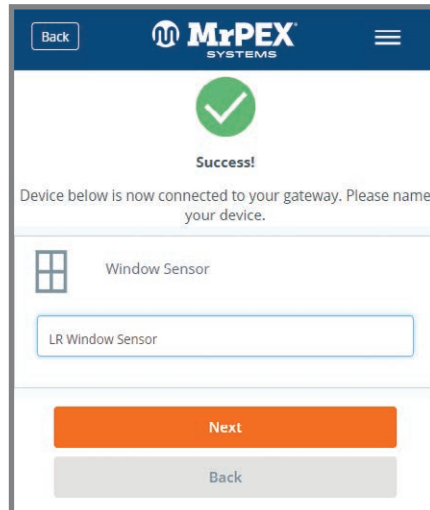 Back
MrPEX
SYSTEMS
Success!
Device below is now connected to your gateway. Please name
your device.
Window Sensor
LR Window Sensor
Next
Back